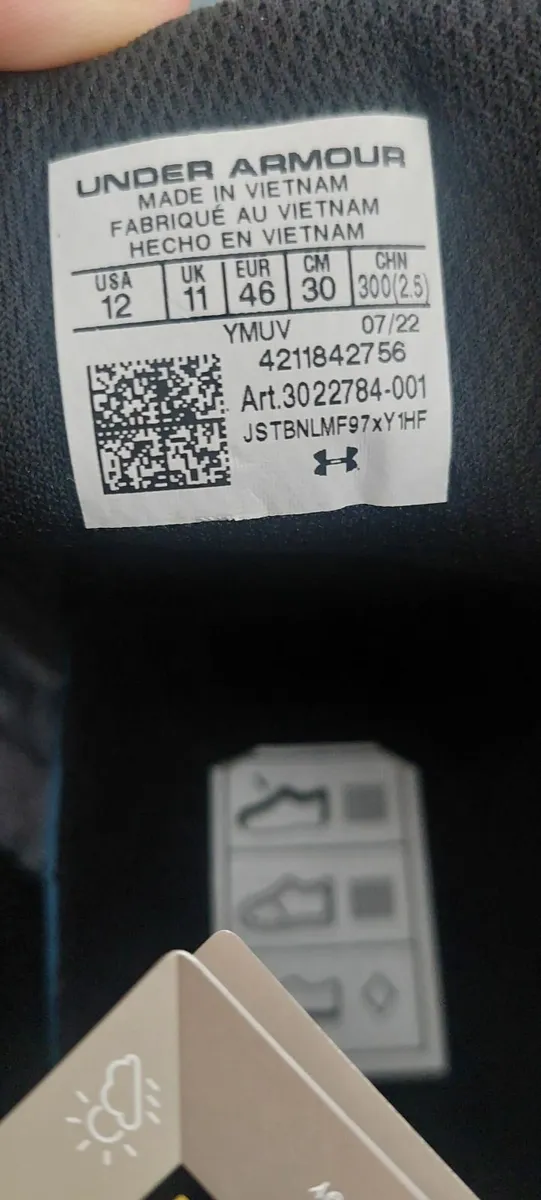 UNDER ARMOUR
MADE IN VIETNAM
FABRIQUÉ AU VIETNAM
HECHO EN VIETNAM
USA UK EUR CM CHN
12 11 46 30 300(2.5)
YMUV 07/22
4211842756
Art.3022784-001
JSTBNLMF97xY1HF